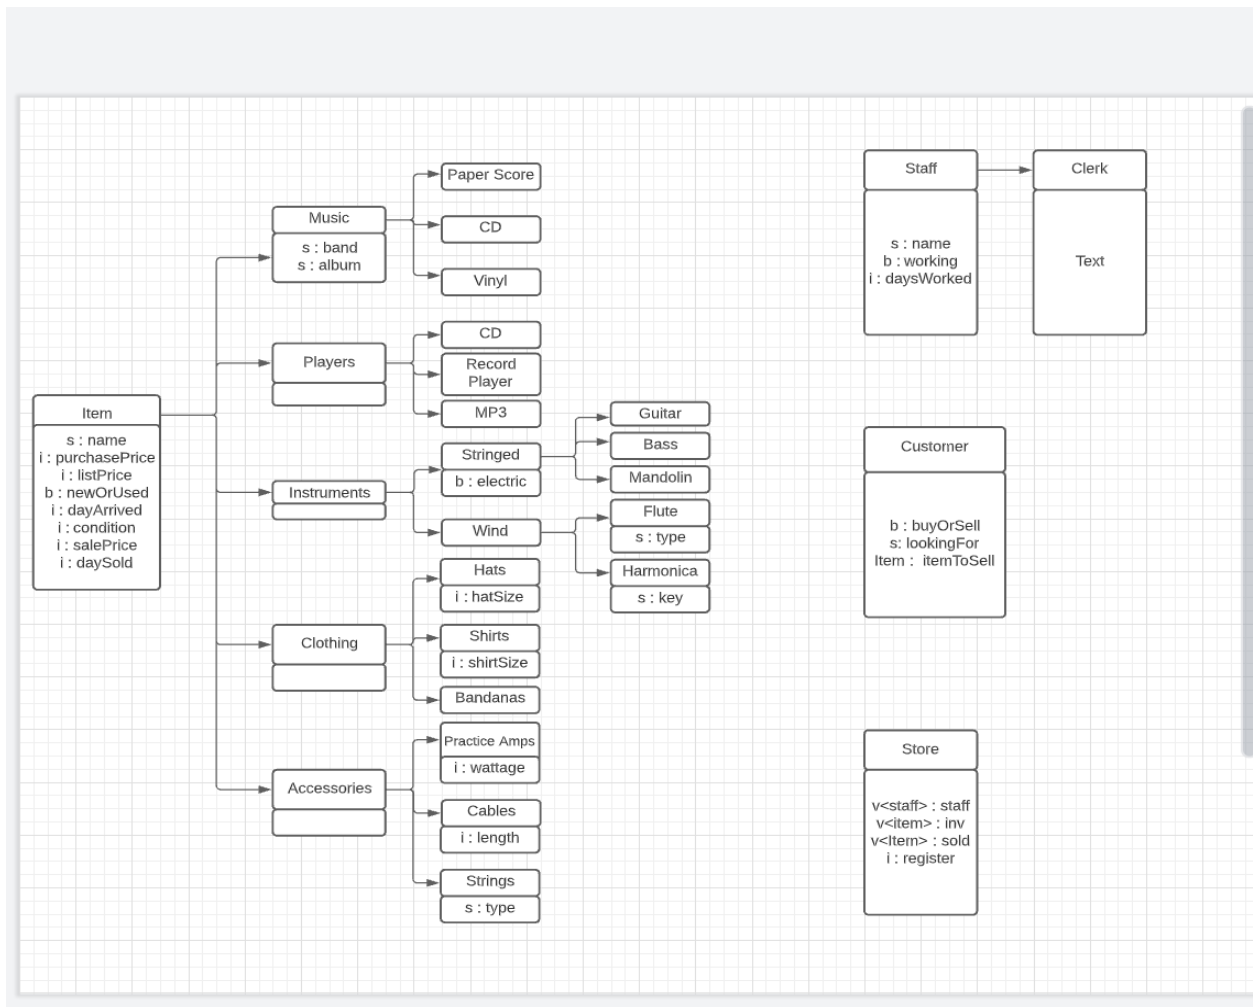 Item
s : name
i : purchasePrice
i : listPrice
b : newOrUsed
i : dayArrived
i : condition
i : salePrice
i : daySold
Music
s : band
s : album
Paper Score
CD
Vinyl
Players
CD
Record
Player
MP3
Instruments
Stringed
b : electric
Guitar
Bass
Mandolin
Wind
Flute
s : type
Harmonica
s : key
Clothing
Hats
i : hatSize
Shirts
i : shirtSize
Bandanas
Accessories
Practice Amps
i : wattage
Cables
i : length
Strings
s : type
Staff
s : name
b : working
i : daysWorked
Clerk
Text
Customer
b : buyOrSell
s: lookingFor
Item : itemToSell
Store
v<staff> : staff
v<item> : inv
v<Item> : sold
i : register